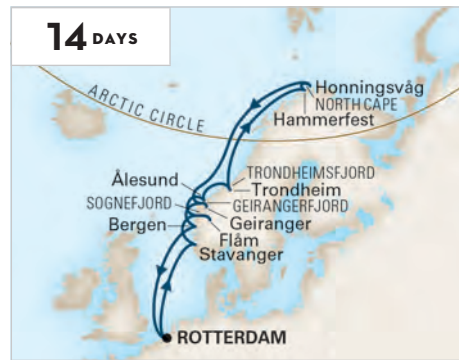 14 DAYS
ARCTIC CIRCLE
Honningsvåg
NORTH CAPE
Hammerfest
TRONDHEIMSFJORD
Ålesund
Trondheim
SOGNEFJORD
GEIRANGERFJORD
Geiranger
Bergen
Flåm
Stavanger
ROTTERDAM